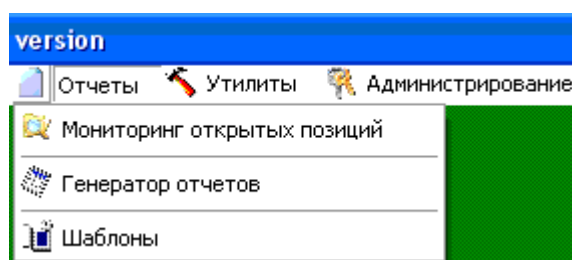 version
Отчеты Утилиты Администрирование
Мониторинг открытых позиций
Генератор отчетов
Шаблоны